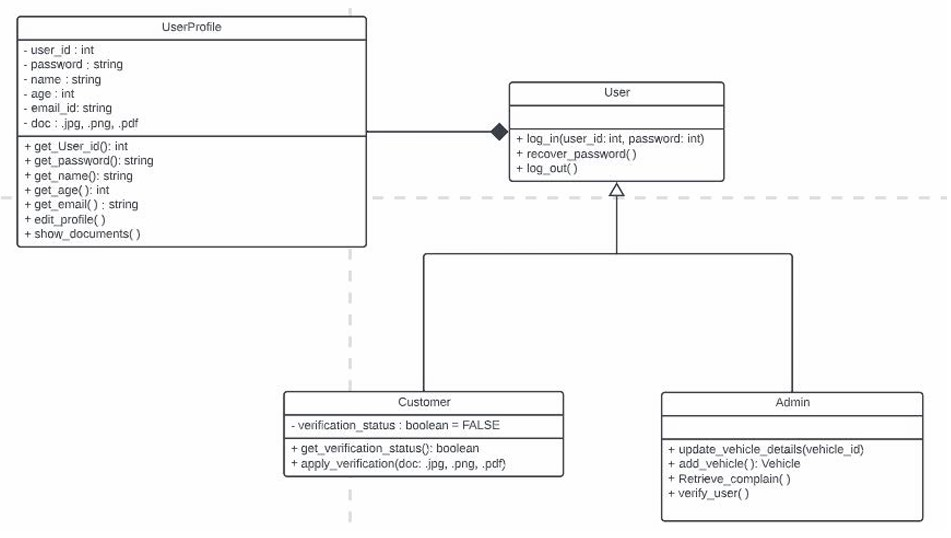 UserProfile
- user_id : int
- password : string
- name : string
- age : int
- email_id: string
- doc : .jpg, .png, .pdf
+ get_User_id(): int
+ get_password(): string
+ get_name(): string
+ get_age( ): int
+ get_email( ) : string
+ edit_profile( )
+ show_documents( )
User
+ log_in(user_id: int, password: int)
+ recover_password( )
+ log_out( )
Customer
- verification_status : boolean = FALSE
+ get_verification_status(): boolean
+ apply_verification(doc: .jpg, .png, .pdf)
Admin
+ update_vehicle_details(vehicle_id)
+ add_vehicle( ): Vehicle
+ Retrieve_complain( )
+ verify_user( )